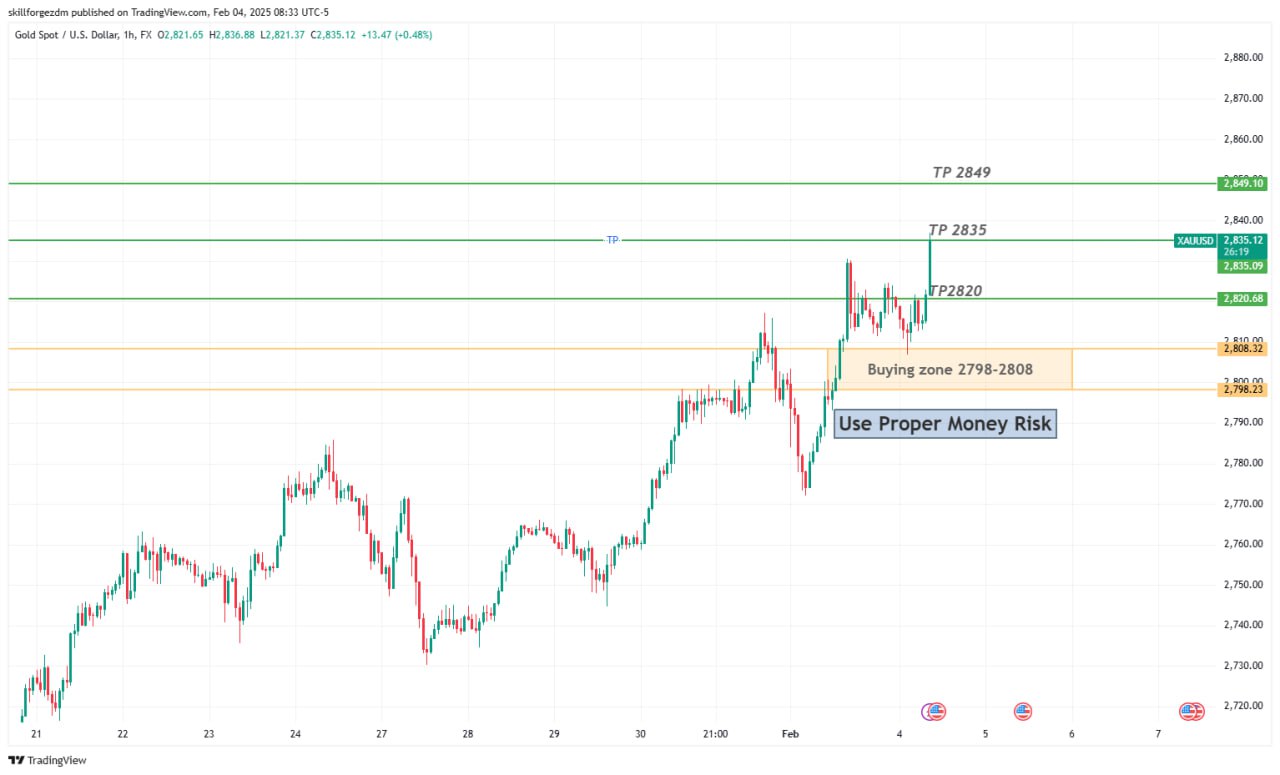 skillforgezdm published on TradingView.com, Feb 04, 2025 08:33 UTC-5
Gold Spot / U.S. Dollar, 1h, FX O2,821.65 H2,836.88 L2,821.37 C2,835.12 +13.47 (+0.48%)
2,880.00
2,870.00
2,860.00
TP 2849
2,849.10
2,840.00
TP 2835
TP
XAUUSD 2,835.12
26:19
2,835.09
TP2820
2,820.68
2,810.00
2,808.32
Buying zone 2798-2808
2,800.00
2,798.23
Use Proper Money Risk
2,790.00
2,780.00
2,770.00
2,760.00
2,750.00
2,740.00
2,730.00
2,720.00
21 22 23 24 27 28 29 30 21:00 Feb 4 5 6 7
TradingView